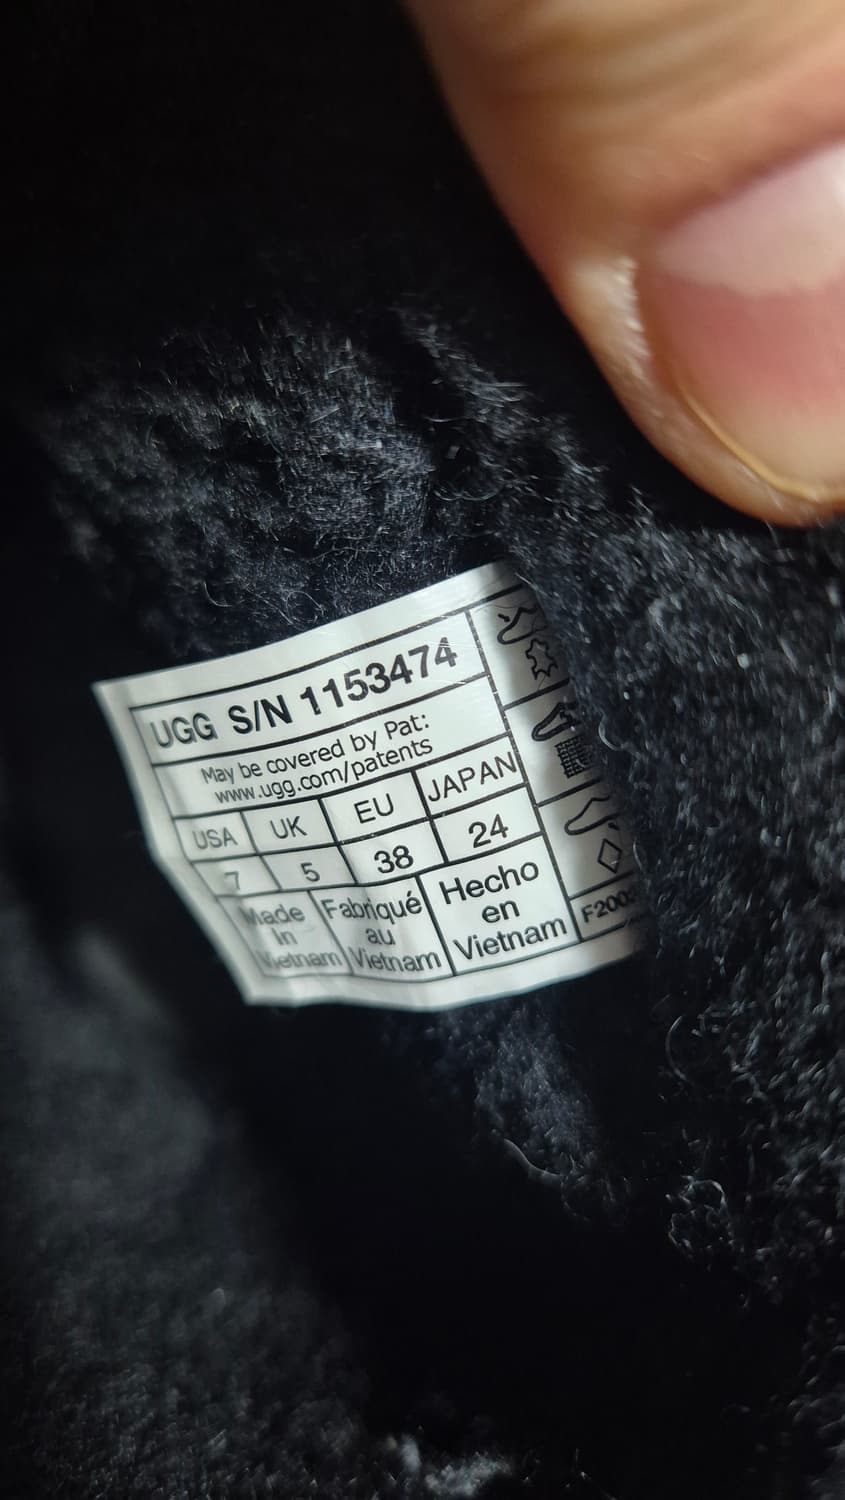 UGG S/N 1153474
May be covered by Pat:
www.ugg.com/patents
USA UK EU JAPAN
7 5 38 24
Made In Vietnam
Fabriqué au Vietnam
Hecho en Vietnam